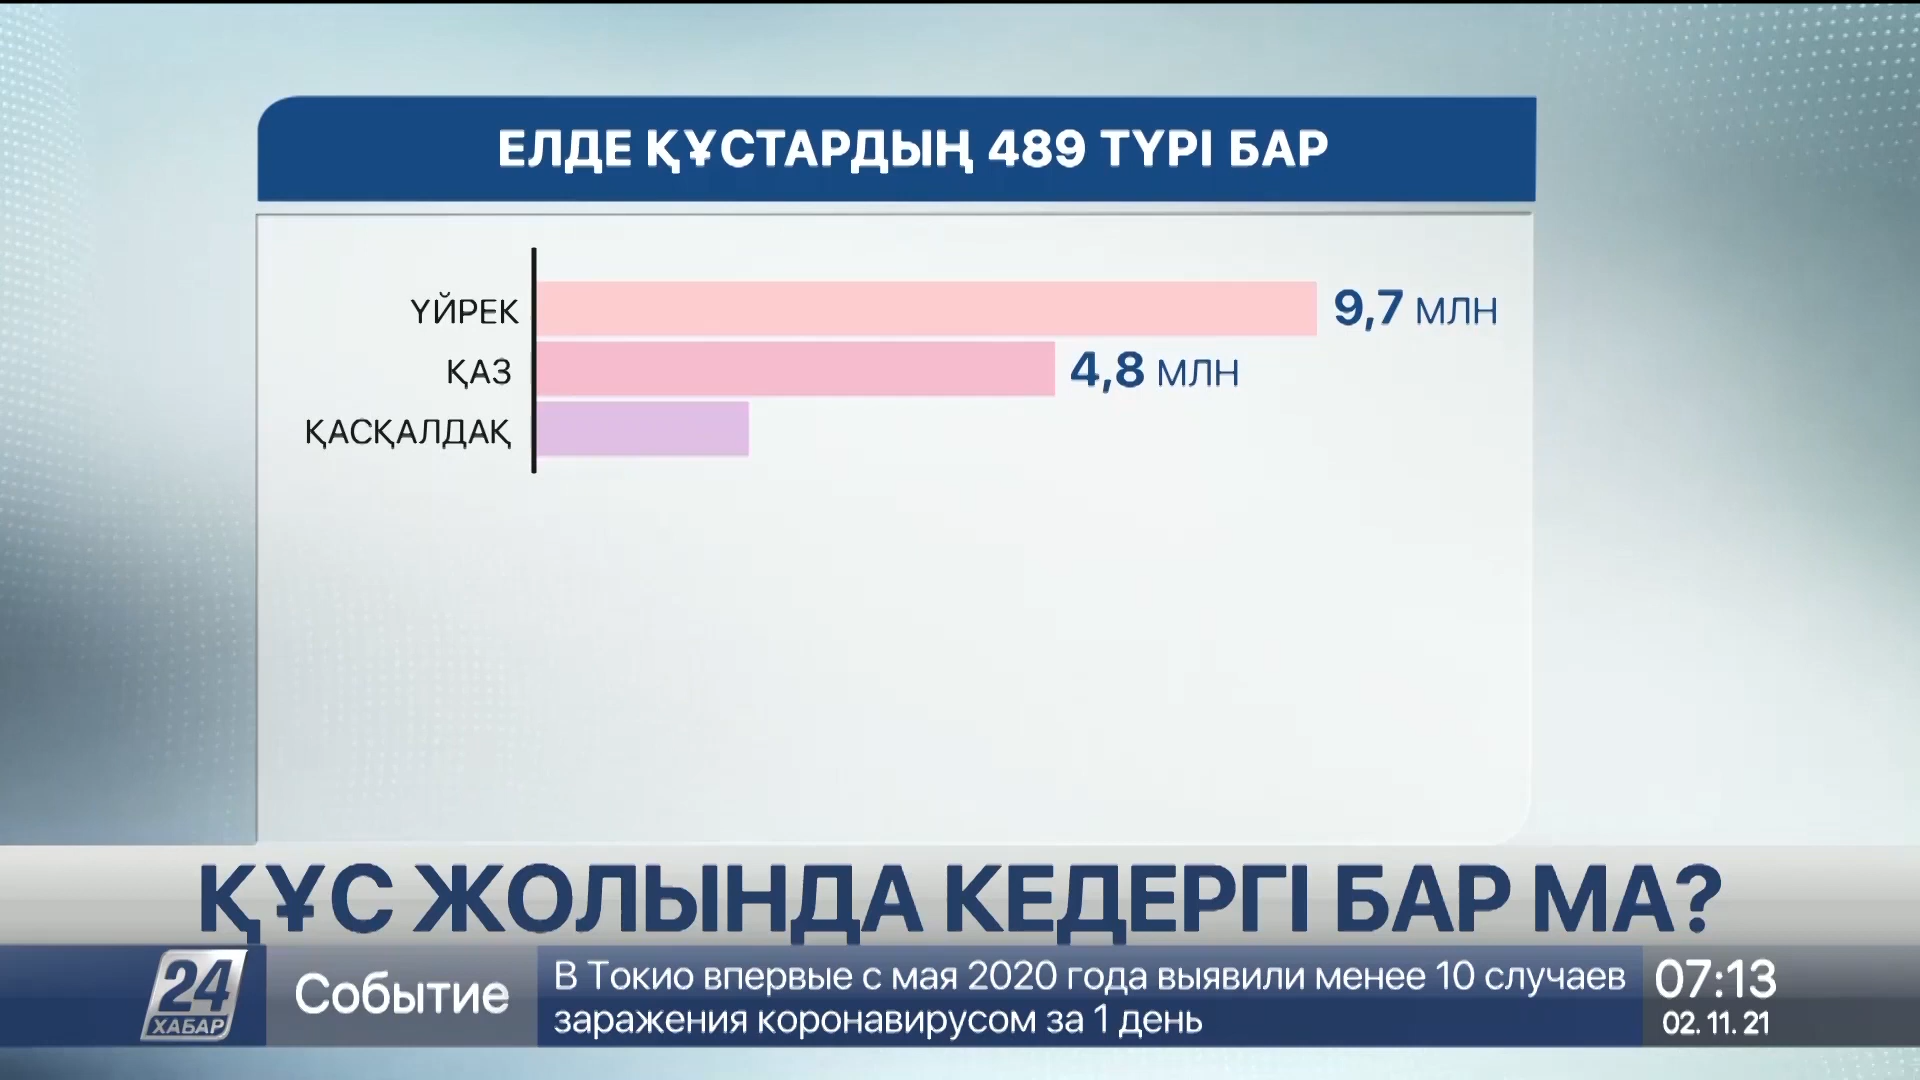 ЕЛДЕ ҚҰСТАРДЫҢ 489 ТҮРІ БАР
ҮЙРЕК 9,7 МЛН
ҚАЗ 4,8 МЛН
ҚАСҚАЛДАҚ
ҚҰС ЖОЛЫНДА КЕДЕРГІ БАР МА?
24
ХАБАР
Событие
В Токио впервые с мая 2020 года выявили менее 10 случаев
заражения коронавирусом за 1 день
07:13
02. 11. 21